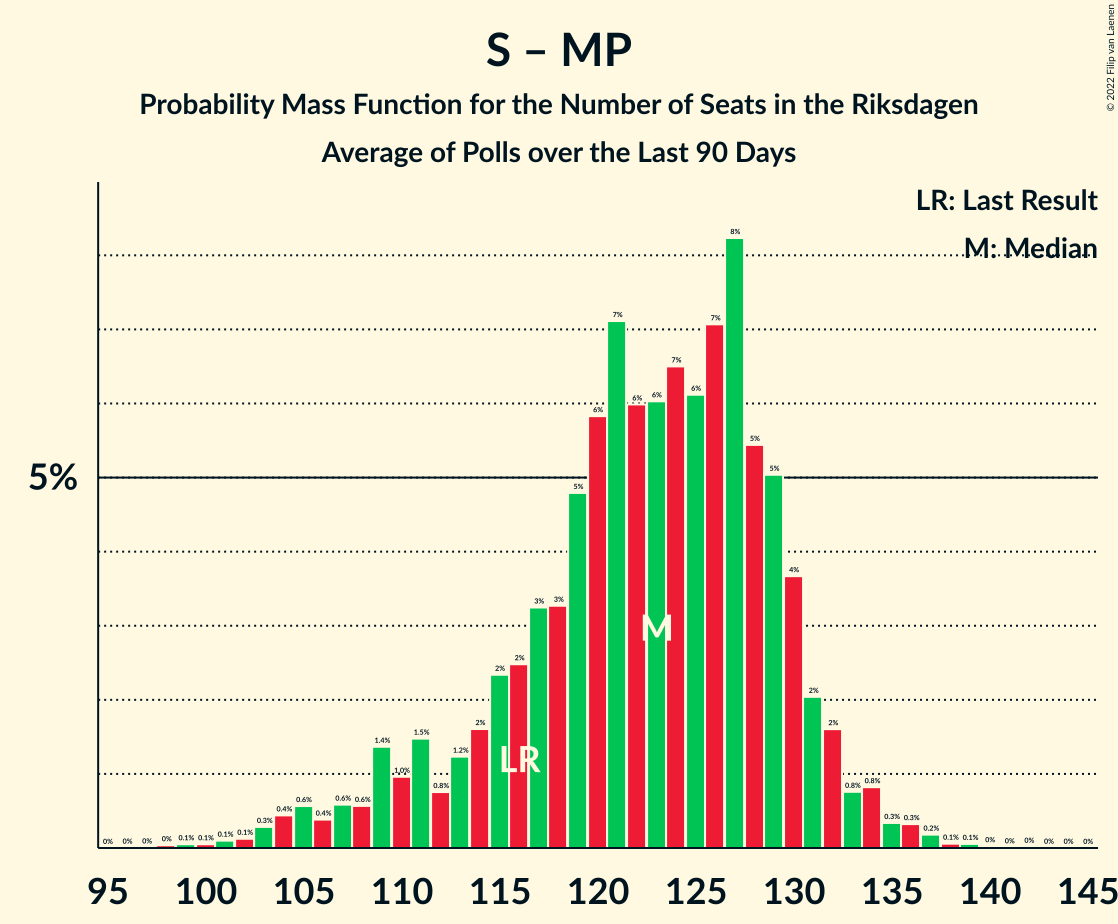 © 2022 Filip van Laenen
S – MP
Probability Mass Function for the Number of Seats in the Riksdagen
Average of Polls over the Last 90 Days
LR: Last Result
M: Median
5%
0% 0% 0% 0% 0.1% 0.1% 0.1% 0.1% 0.3% 0.4% 0.6% 0.4% 0.6% 0.6% 1.4% 1.0% 1.5% 0.8% 1.2% 2% 2% 2% 3% 3% 5% 6% 7% 6% 6% 7% 6% 7% 8% 5% 5% 4% 2% 2% 0.8% 0.8% 0.3% 0.3% 0.2% 0.1% 0.1% 0% 0% 0% 0% 0% 0%
M
LR
95 100 105 110 115 120 125 130 135 140 145